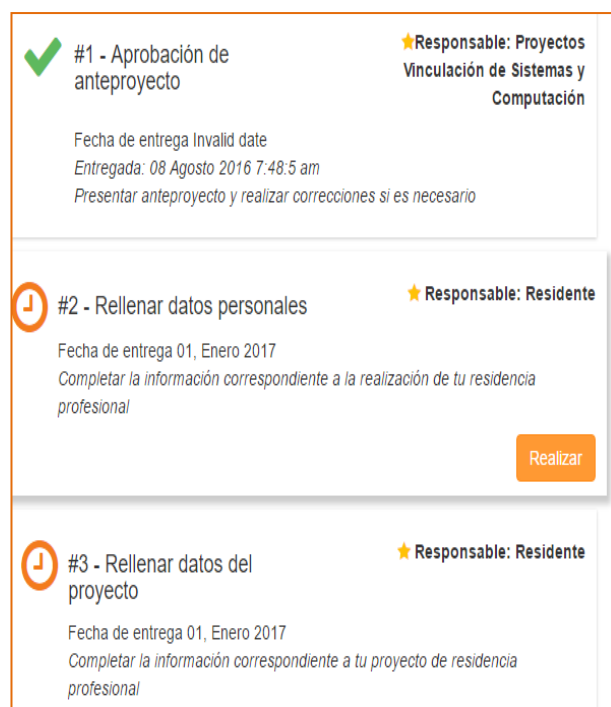 #1 - Aprobación de
anteproyecto
Responsable: Proyectos
Vinculación de Sistemas y
Computación
Fecha de entrega Invalid date
Entregada: 08 Agosto 2016 7:48:5 am
Presentar anteproyecto y realizar correcciones si es necesario
#2 - Rellenar datos personales
Responsable: Residente
Fecha de entrega 01, Enero 2017
Completar la información correspondiente a la realización de tu residencia
profesional
Realizar
#3 - Rellenar datos del
proyecto
Responsable: Residente
Fecha de entrega 01, Enero 2017
Completar la información correspondiente a tu proyecto de residencia
profesional